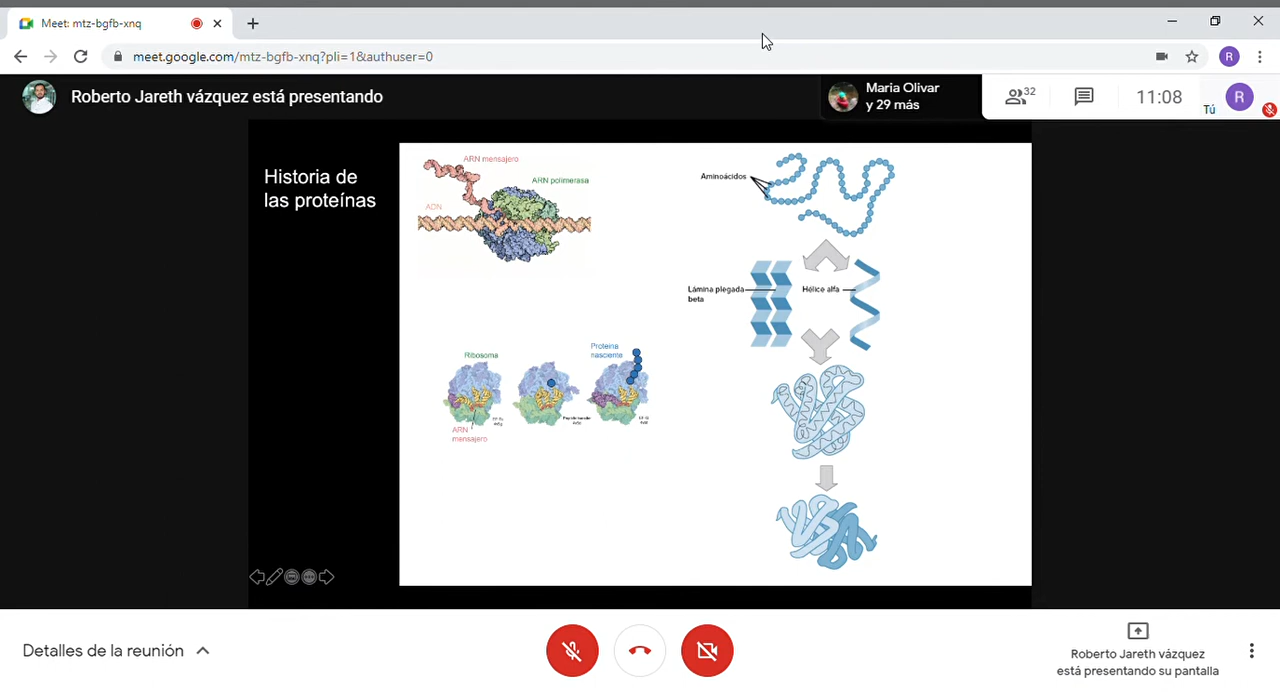 Meet: mtz-bgfb-xnq
meet.google.com/mtz-bgfb-xnq?pli=1&authuser=0
R
Roberto Jareth vázquez está presentando
Maria Olivar
y 29 más
32
11:08
Tú
R
Historia de
las proteínas
ARN mensajero
ARN polimerasa
ADN
Aminoácidos
Lámina plegada
beta
Hélice alfa
Ribosoma
Proteína
nasciente
ARN
mensajero
Detalles de la reunión
Roberto Jareth vázquez
está presentando su pantalla